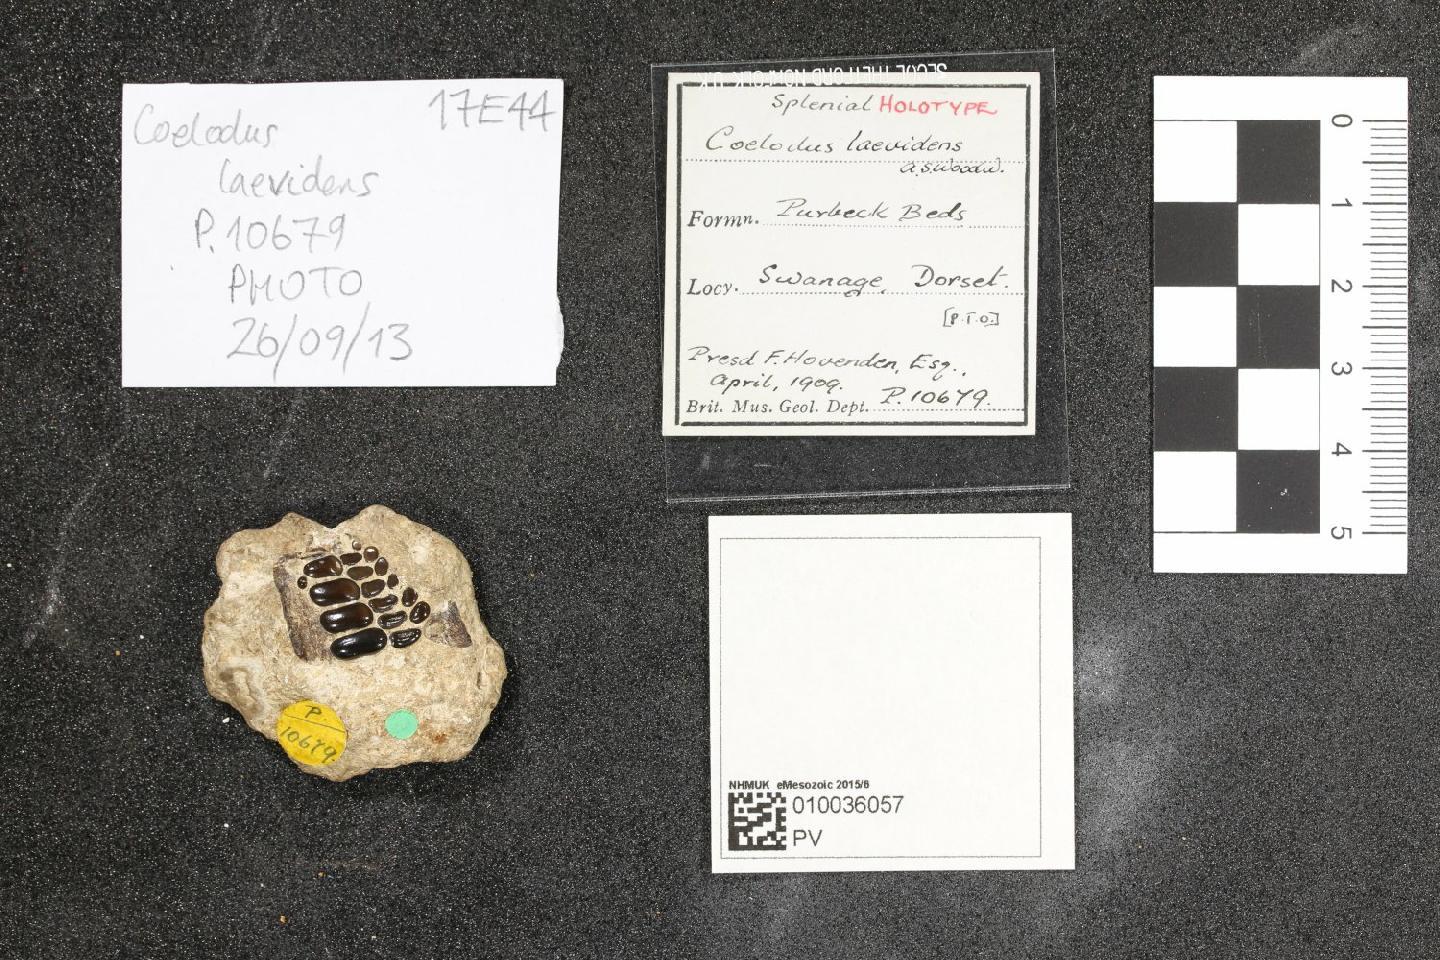 Coelodus 17E44
laevidens
P.10679
PHOTO
26/09/13
Splenial HOLOTYPE
Coelodus laevidens
A.S.Woodw.
Formn. Purbeck Beds
Locy. Swanage, Dorset.
[P.T.O.]
Presd F. Hovenden, Esq.,
April, 1909.
Brit. Mus. Geol. Dept. P.10679.
0
1
2
3
4
5
P
10679
NHMUK eMesozoic 2015/6
010036057
PV